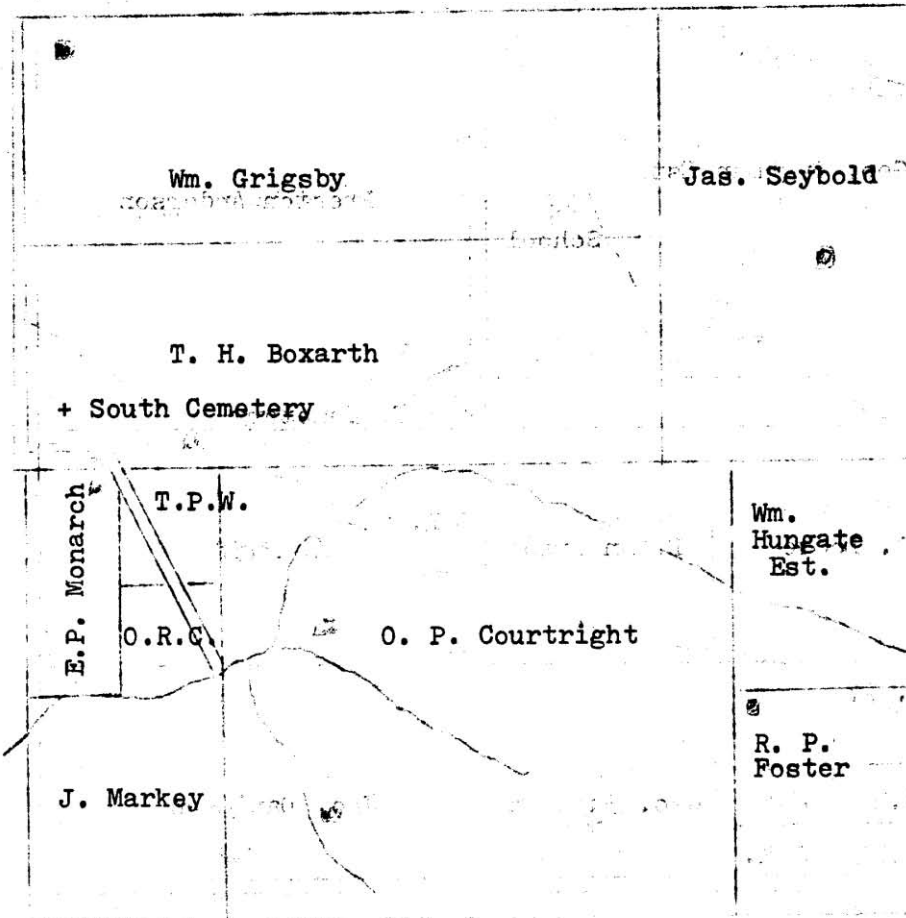 Wm. Grigsby
Jas. Seybold
T. H. Boxarth
+ South Cemetery
E.P. Monarch
T.P.W.
O.R.C.
O. P. Courtright
Wm.
Hungate
Est.
R. P.
Foster
J. Markey